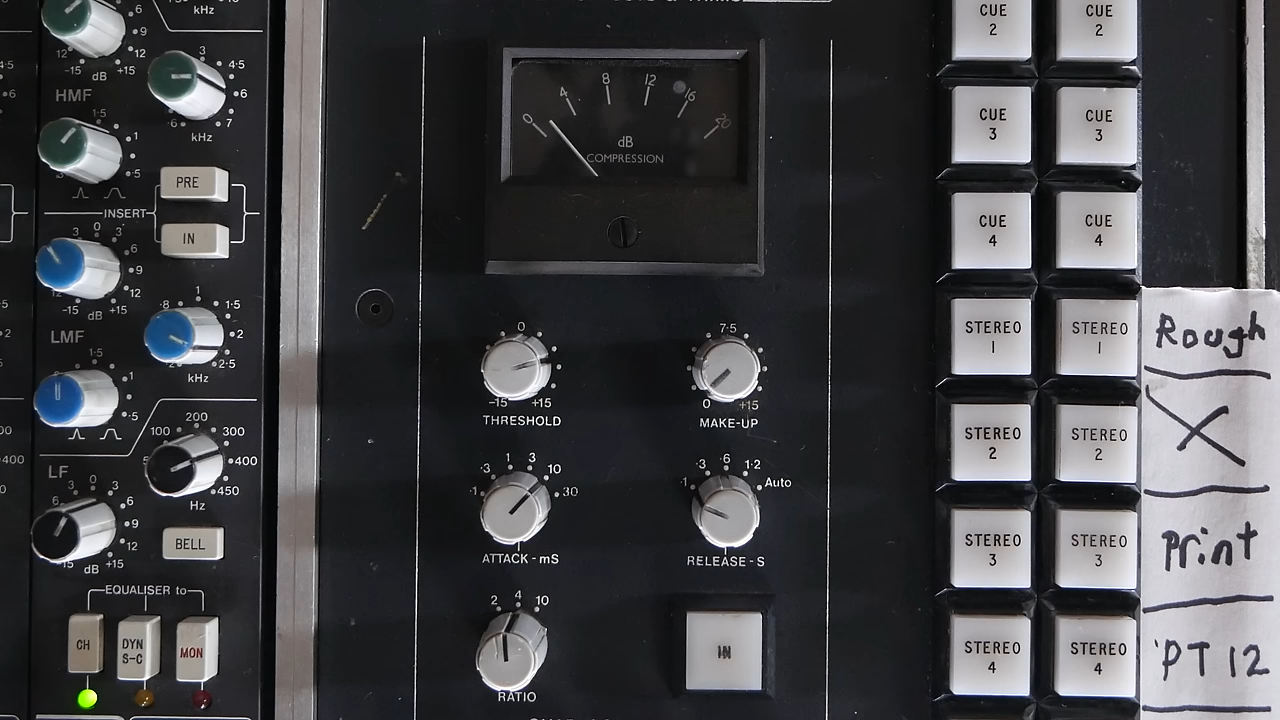 kHz
12
-15
dB
+15
6
9
12
HMF
3
4·5
6
7
·6
kHz
1·5
1
·5
PRE
INSERT
IN
3
0
3
6
9
12
12
-15
dB
+15
LMF
·8
1
1·5
2
2·5
kHz
1·5
1
·5
LF
100
200
300
400
450
Hz
6
3
0
3
6
9
12
dB
+15
BELL
EQUALISER to
CH
DYN
S-C
MON
400
0
4
8
12
16
20
dB
COMPRESSION
0
-15
+15
THRESHOLD
7·5
0
+15
MAKE-UP
·1
·3
1
3
10
30
ATTACK-mS
·1
·3
·6
1·2
Auto
RELEASE-S
2
4
10
RATIO
IN
CUE
2
CUE
2
CUE
3
CUE
3
CUE
4
CUE
4
STEREO
1
STEREO
1
Rough
STEREO
2
STEREO
2
X
STEREO
3
STEREO
3
Print
STEREO
4
STEREO
4
PT 12